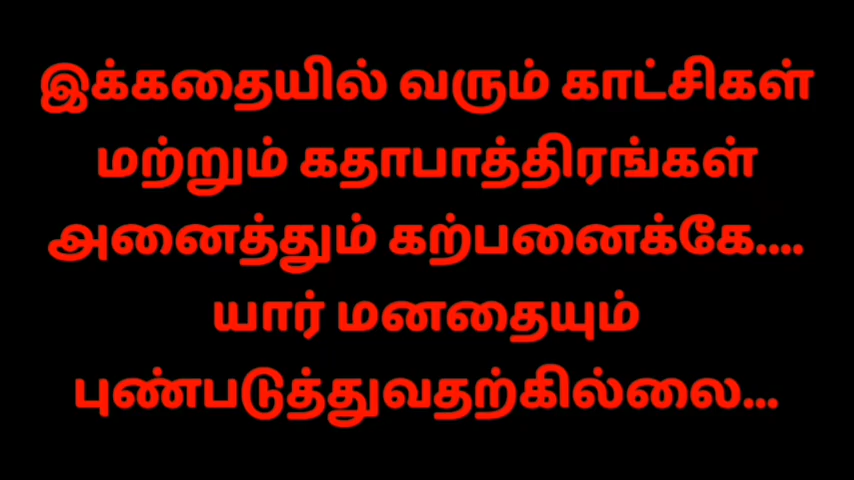 இக்கதையில் வரும் காட்சிகள்
மற்றும் கதாபாத்திரங்கள்
அனைத்தும் கற்பனைக்கே....
யார் மனதையும்
புண்படுத்துவதற்கில்லை...